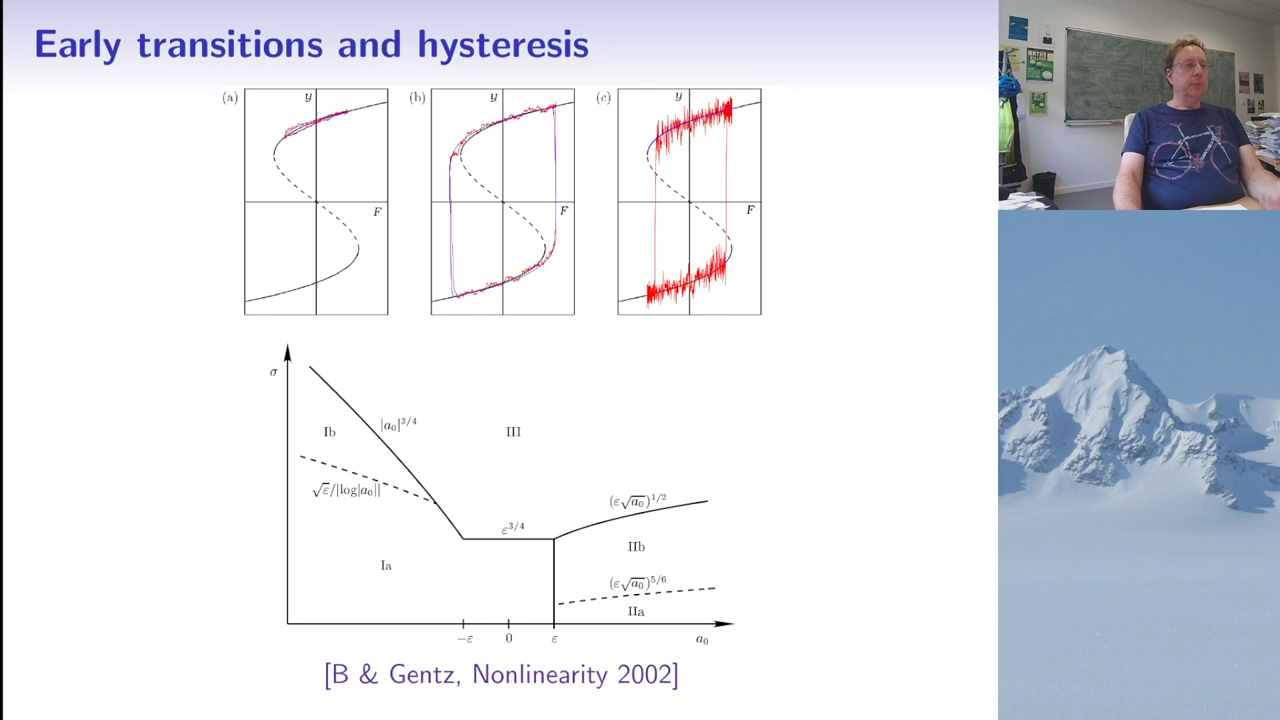 Early transitions and hysteresis
(a) y F
(b) y F
(c) y F
σ
|a₀|^{3/4}
Ib
III
√ε/|log|a₀||
(ε√a₀)^{1/2}
ε^{3/4}
IIb
Ia
(ε√a₀)^{5/6}
IIa
−ε 0 ε a₀
[B & Gentz, Nonlinearity 2002]